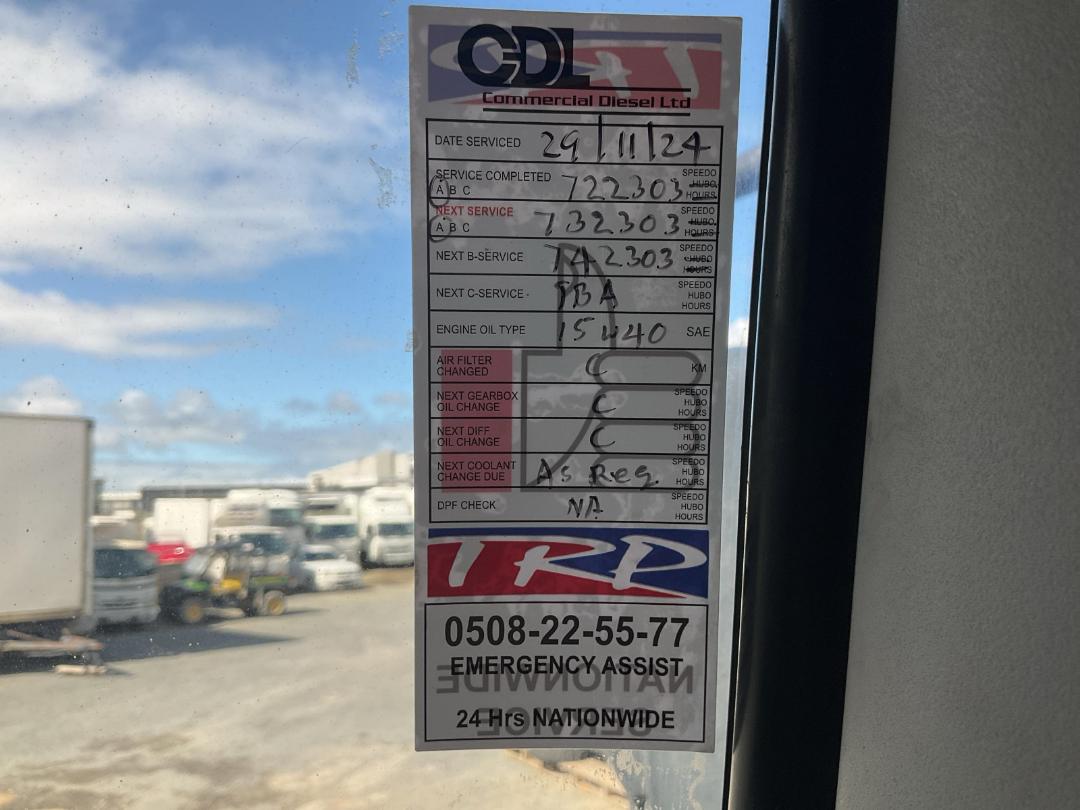 CDL
Commercial Diesel Ltd
DATE SERVICED 29/11/24
SERVICE COMPLETED 722303 SPEEDO
A B C HUBO
HOURS
NEXT SERVICE 732303 SPEEDO
A B C HUBO
HOURS
NEXT B-SERVICE 742303 SPEEDO
HUBO
HOURS
NEXT C-SERVICE TBA SPEEDO
HUBO
HOURS
ENGINE OIL TYPE 15W40 SAE
AIR FILTER
CHANGED C KM
NEXT GEARBOX
OIL CHANGE C SPEEDO
HUBO
HOURS
NEXT DIFF
OIL CHANGE C SPEEDO
HUBO
HOURS
NEXT COOLANT
CHANGE DUE As Req. SPEEDO
HUBO
HOURS
DPF CHECK NA SPEEDO
HUBO
HOURS
TRP
0508-22-55-77
EMERGENCY ASSIST
NATIONWIDE
24 Hrs NATIONWIDE
SERVICE